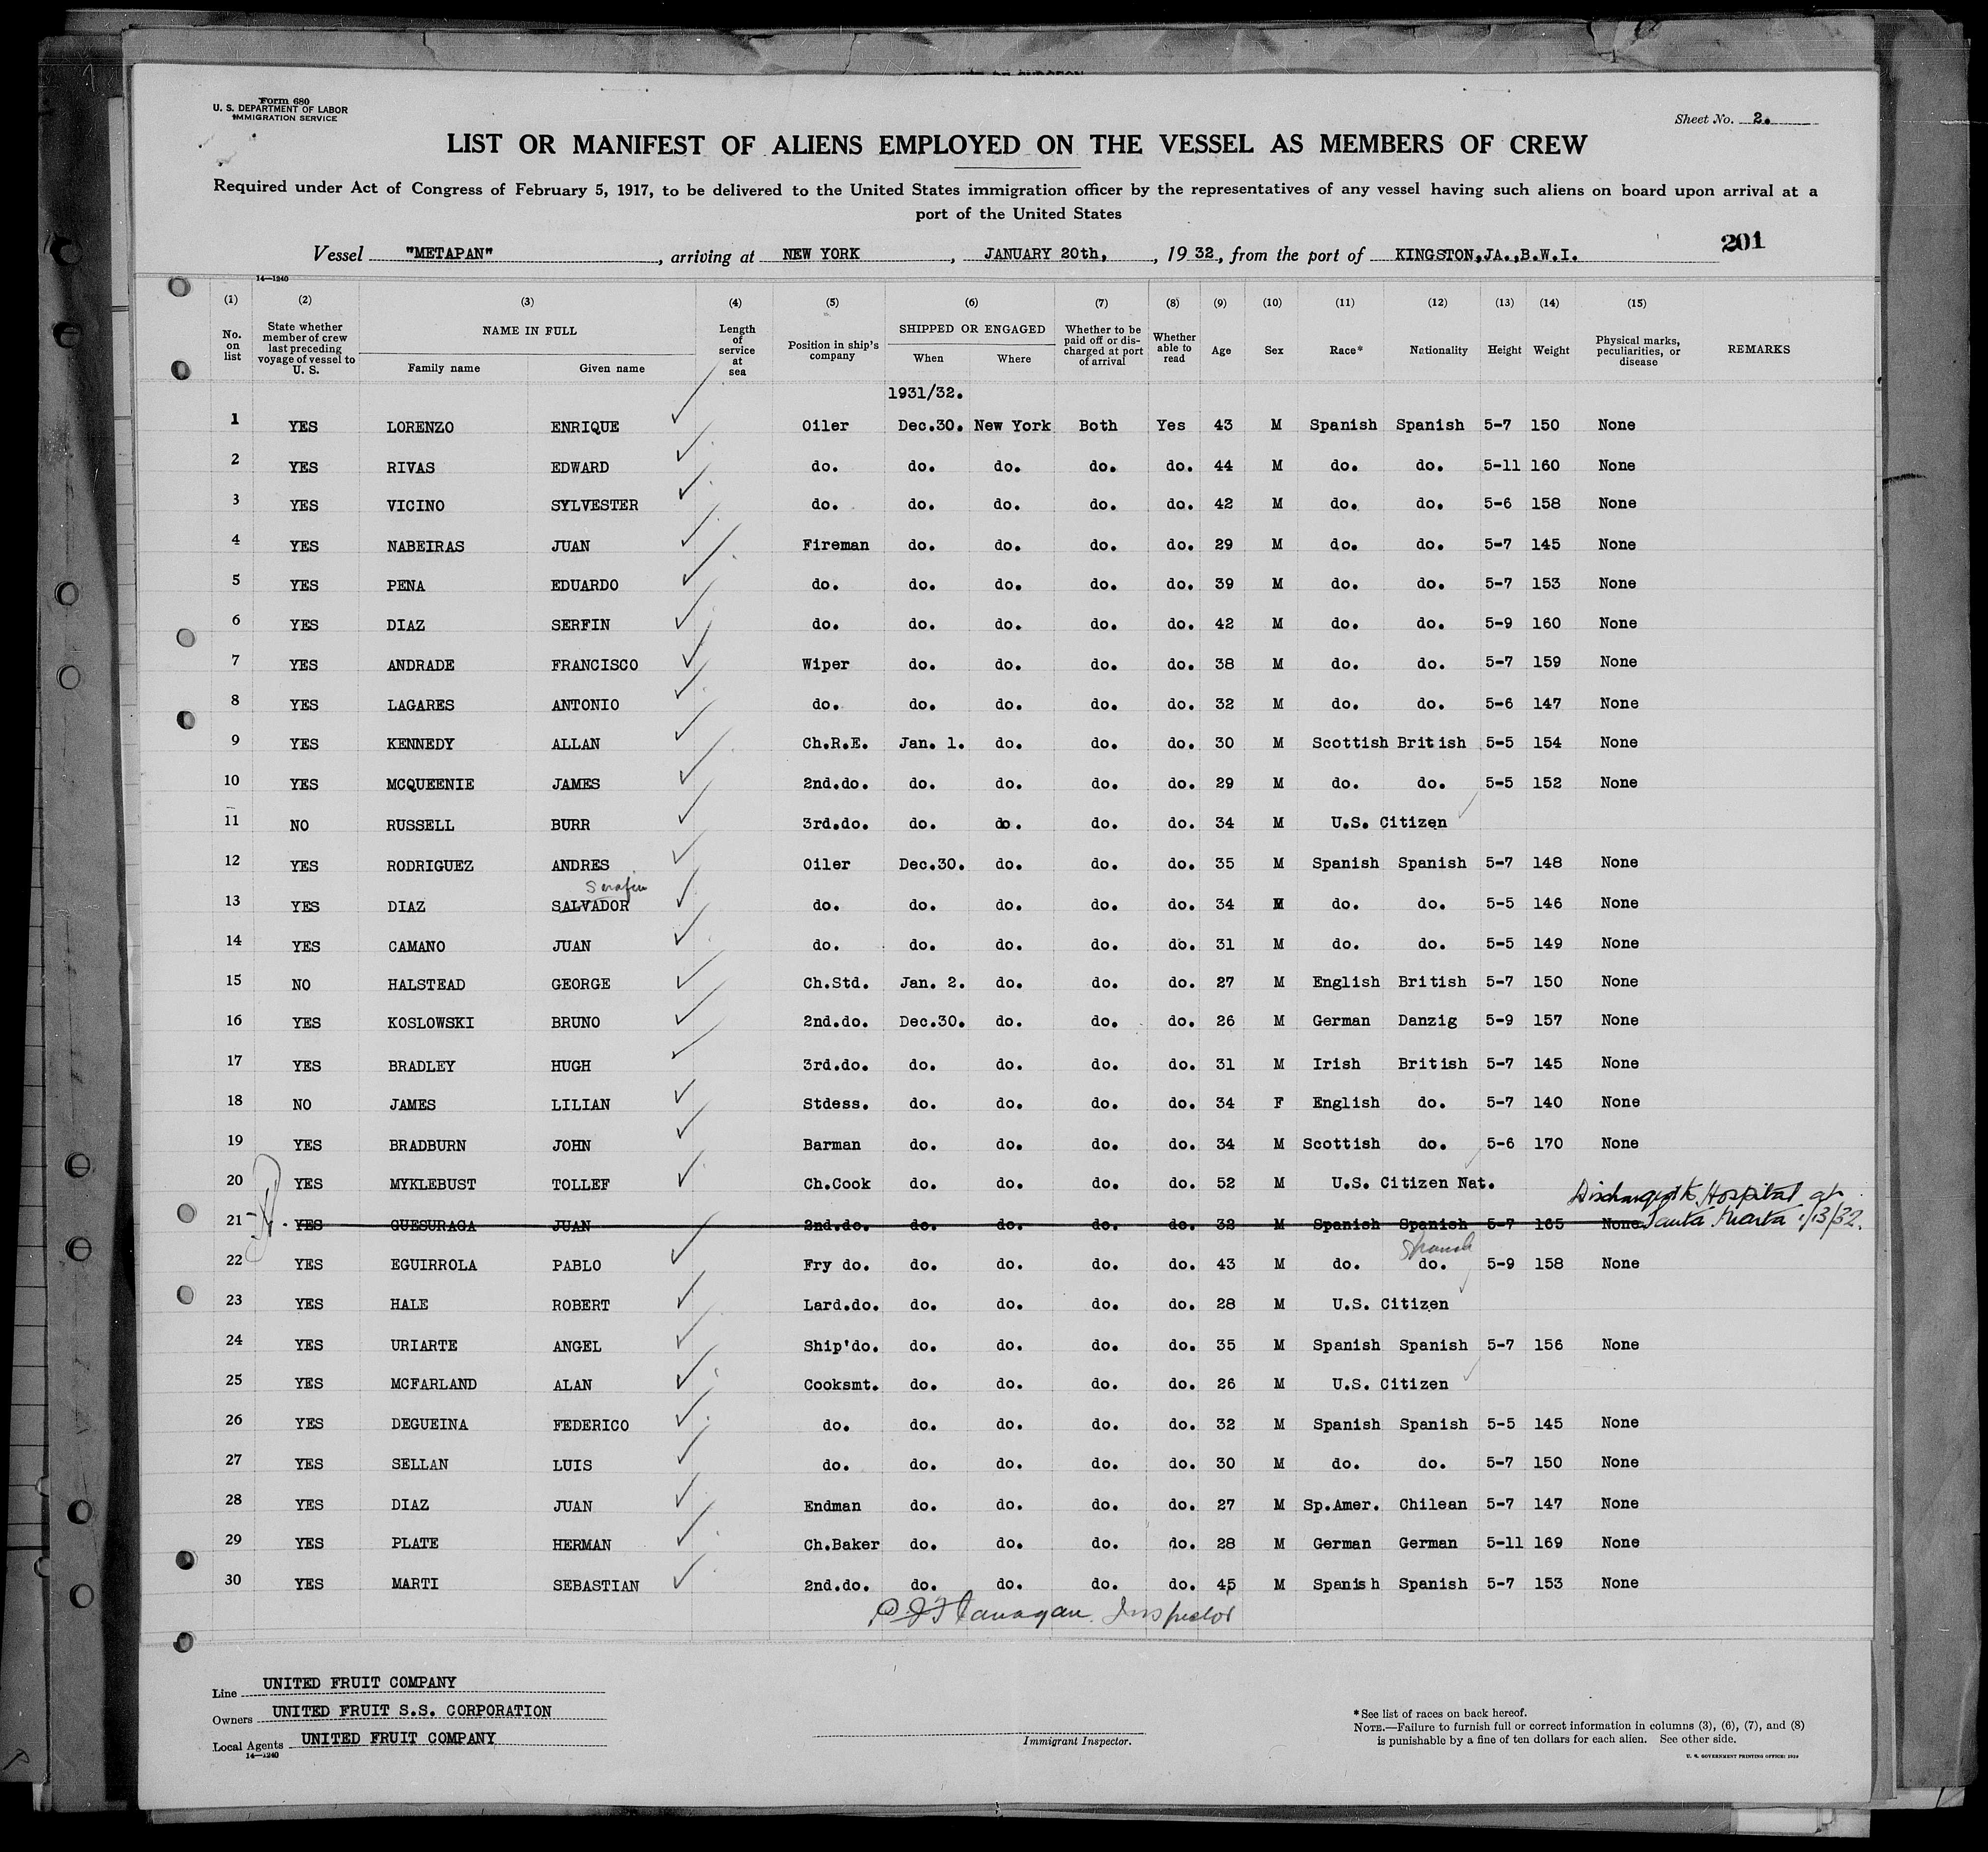 Form 680
U. S. DEPARTMENT OF LABOR
IMMIGRATION SERVICE
Sheet No. 2.
LIST OR MANIFEST OF ALIENS EMPLOYED ON THE VESSEL AS MEMBERS OF CREW
Required under Act of Congress of February 5, 1917, to be delivered to the United States immigration officer by the representatives of any vessel having such aliens on board upon arrival at a
port of the United States
Vessel "METAPAN", arriving at NEW YORK, JANUARY 20th, , 19 32, from the port of KINGSTON,JA.,B.W.I.
201
14—1240
(1) (2) (3) (4) (5) (6) (7) (8) (9) (10) (11) (12) (13) (14) (15)
No. on list State whether member of crew last preceding voyage of vessel to U. S. NAME IN FULL Family name Given name Length of service at sea Position in ship's company SHIPPED OR ENGAGED When Where Whether to be paid off or discharged at port of arrival Whether able to read Age Sex Race* Nationality Height Weight Physical marks, peculiarities, or disease REMARKS
1931/32.
1 YES LORENZO ENRIQUE Oiler Dec.30. New York Both Yes 43 M Spanish Spanish 5-7 150 None
2 YES RIVAS EDWARD do. do. do. do. do. 44 M do. do. 5-11 160 None
3 YES VICINO SYLVESTER do. do. do. do. do. 42 M do. do. 5-6 158 None
4 YES NABEIRAS JUAN Fireman do. do. do. do. 29 M do. do. 5-7 145 None
5 YES PENA EDUARDO do. do. do. do. do. 39 M do. do. 5-7 153 None
6 YES DIAZ SERFIN do. do. do. do. do. 42 M do. do. 5-9 160 None
7 YES ANDRADE FRANCISCO Wiper do. do. do. do. 38 M do. do. 5-7 159 None
8 YES LAGARES ANTONIO do. do. do. do. do. 32 M do. do. 5-6 147 None
9 YES KENNEDY ALLAN Ch.R.E. Jan. 1. do. do. do. 30 M Scottish British 5-5 154 None
10 YES MCQUEENIE JAMES 2nd.do. do. do. do. do. 29 M do. do. 5-5 152 None
11 NO RUSSELL BURR 3rd.do. do. do. do. do. 34 M U.S. Citizen
12 YES RODRIGUEZ ANDRES Oiler Dec.30. do. do. do. 35 M Spanish Spanish 5-7 148 None
Serafin
13 YES DIAZ SALVADOR do. do. do. do. do. 34 M do. do. 5-5 146 None
14 YES CAMANO JUAN do. do. do. do. do. 31 M do. do. 5-5 149 None
15 NO HALSTEAD GEORGE Ch.Std. Jan. 2. do. do. do. 27 M English British 5-7 150 None
16 YES KOSLOWSKI BRUNO 2nd.do. Dec.30. do. do. do. 26 M German Danzig 5-9 157 None
17 YES BRADLEY HUGH 3rd.do. do. do. do. do. 31 M Irish British 5-7 145 None
18 NO JAMES LILIAN Stdess. do. do. do. do. 34 F English do. 5-7 140 None
19 YES BRADBURN JOHN Barman do. do. do. do. 34 M Scottish do. 5-6 170 None
20 YES MYKLEBUST TOLLEF Ch.Cook do. do. do. do. 52 M U.S. Citizen Nat.
Discharged to Hospital at
21 YES GUESURAGA JUAN 2nd.do. do. do. do. do. 32 M Spanish Spanish 5-7 165 None Santa Marta 1/13/32.
Spanish
22 YES EGUIRROLA PABLO Fry do. do. do. do. do. 43 M do. do. 5-9 158 None
23 YES HALE ROBERT Lard.do. do. do. do. do. 28 M U.S. Citizen
24 YES URIARTE ANGEL Ship'do. do. do. do. do. 35 M Spanish Spanish 5-7 156 None
25 YES MCFARLAND ALAN Cooksmt. do. do. do. do. 26 M U.S. Citizen
26 YES DEGUEINA FEDERICO do. do. do. do. do. 32 M Spanish Spanish 5-5 145 None
27 YES SELLAN LUIS do. do. do. do. do. 30 M do. do. 5-7 150 None
28 YES DIAZ JUAN Endman do. do. do. do. 27 M Sp.Amer. Chilean 5-7 147 None
29 YES PLATE HERMAN Ch.Baker do. do. do. do. 28 M German German 5-11 169 None
30 YES MARTI SEBASTIAN 2nd.do. do. do. do. do. 45 M Spanish Spanish 5-7 153 None
P J Flanagan. Inspector
Line UNITED FRUIT COMPANY
Owners UNITED FRUIT S.S. CORPORATION
Local Agents UNITED FRUIT COMPANY
14—1240
Immigrant Inspector.
*See list of races on back hereof.
NOTE.—Failure to furnish full or correct information in columns (3), (6), (7), and (8)
is punishable by a fine of ten dollars for each alien. See other side.
U. S. GOVERNMENT PRINTING OFFICE: 1929